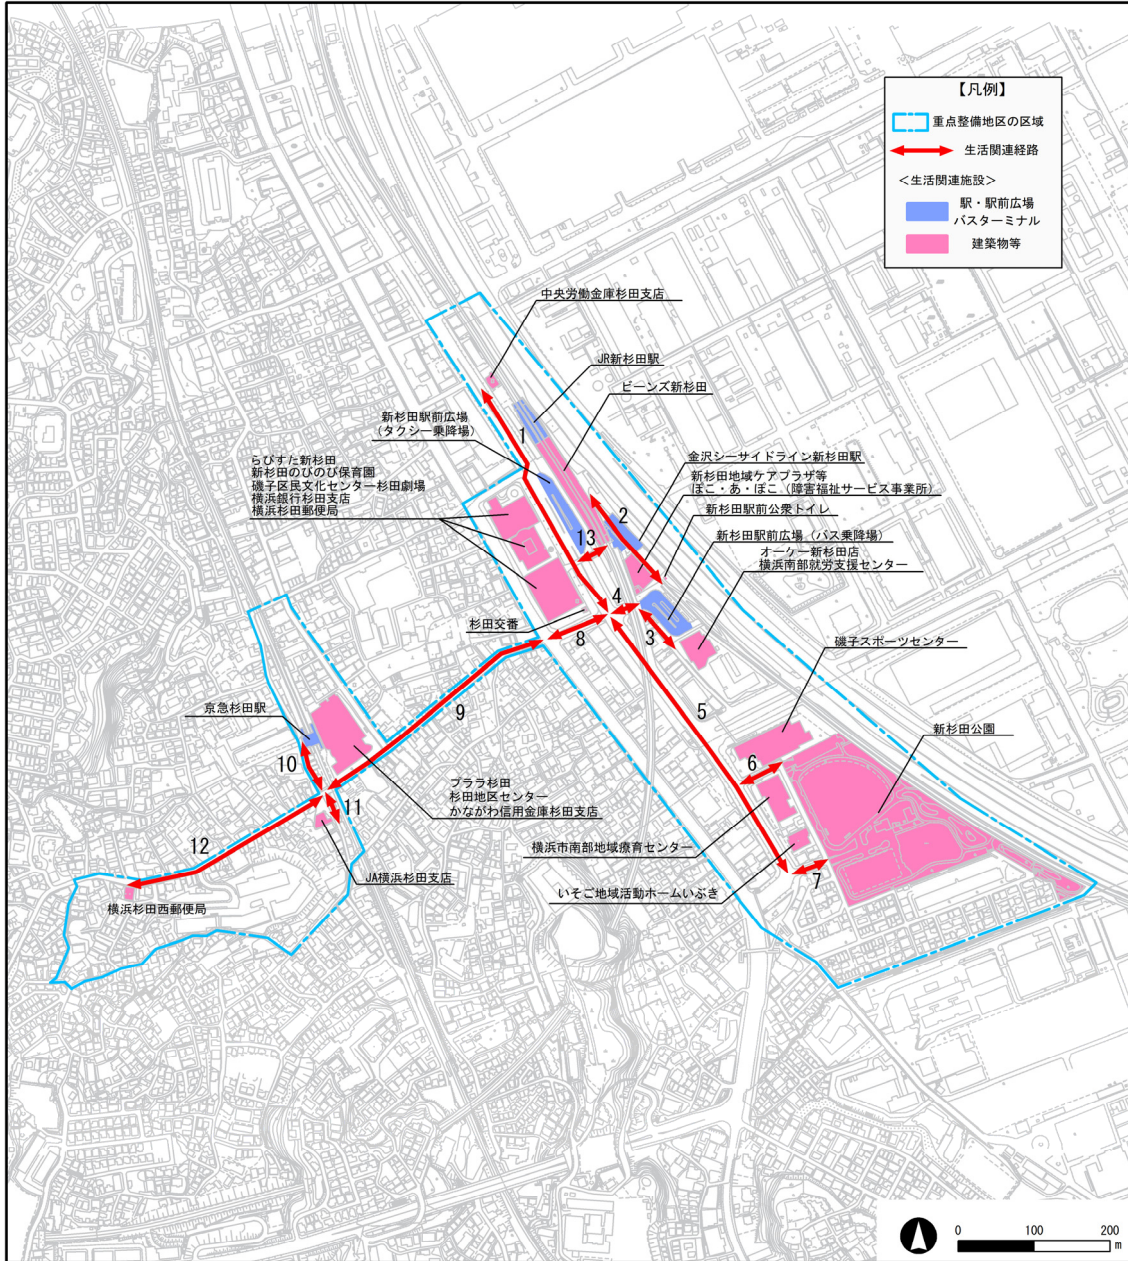 【凡例】
重点整備地区の区域
生活関連経路
＜生活関連施設＞
駅・駅前広場
バスターミナル
建築物等
中央労働金庫杉田支店
JR新杉田駅
ビーンズ新杉田
新杉田駅前広場
（タクシー乗降場）
金沢シーサイドライン新杉田駅
らびすた新杉田
新杉田のびのび保育園
磯子区民文化センター杉田劇場
横浜銀行杉田支店
横浜杉田郵便局
新杉田地域ケアプラザ等
ぽこ・あ・ぽこ（障害福祉サービス事業所）
新杉田駅前公衆トイレ
新杉田駅前広場（バス乗降場）
オーケー新杉田店
横浜南部就労支援センター
杉田交番
磯子スポーツセンター
新杉田公園
京急杉田駅
プララ杉田
杉田地区センター
かながわ信用金庫杉田支店
横浜市南部地域療育センター
JA横浜杉田支店
いそご地域活動ホームいぶき
横浜杉田西郵便局
1
2
13
4
3
8
5
9
6
10
11
7
12
0
100
200
m